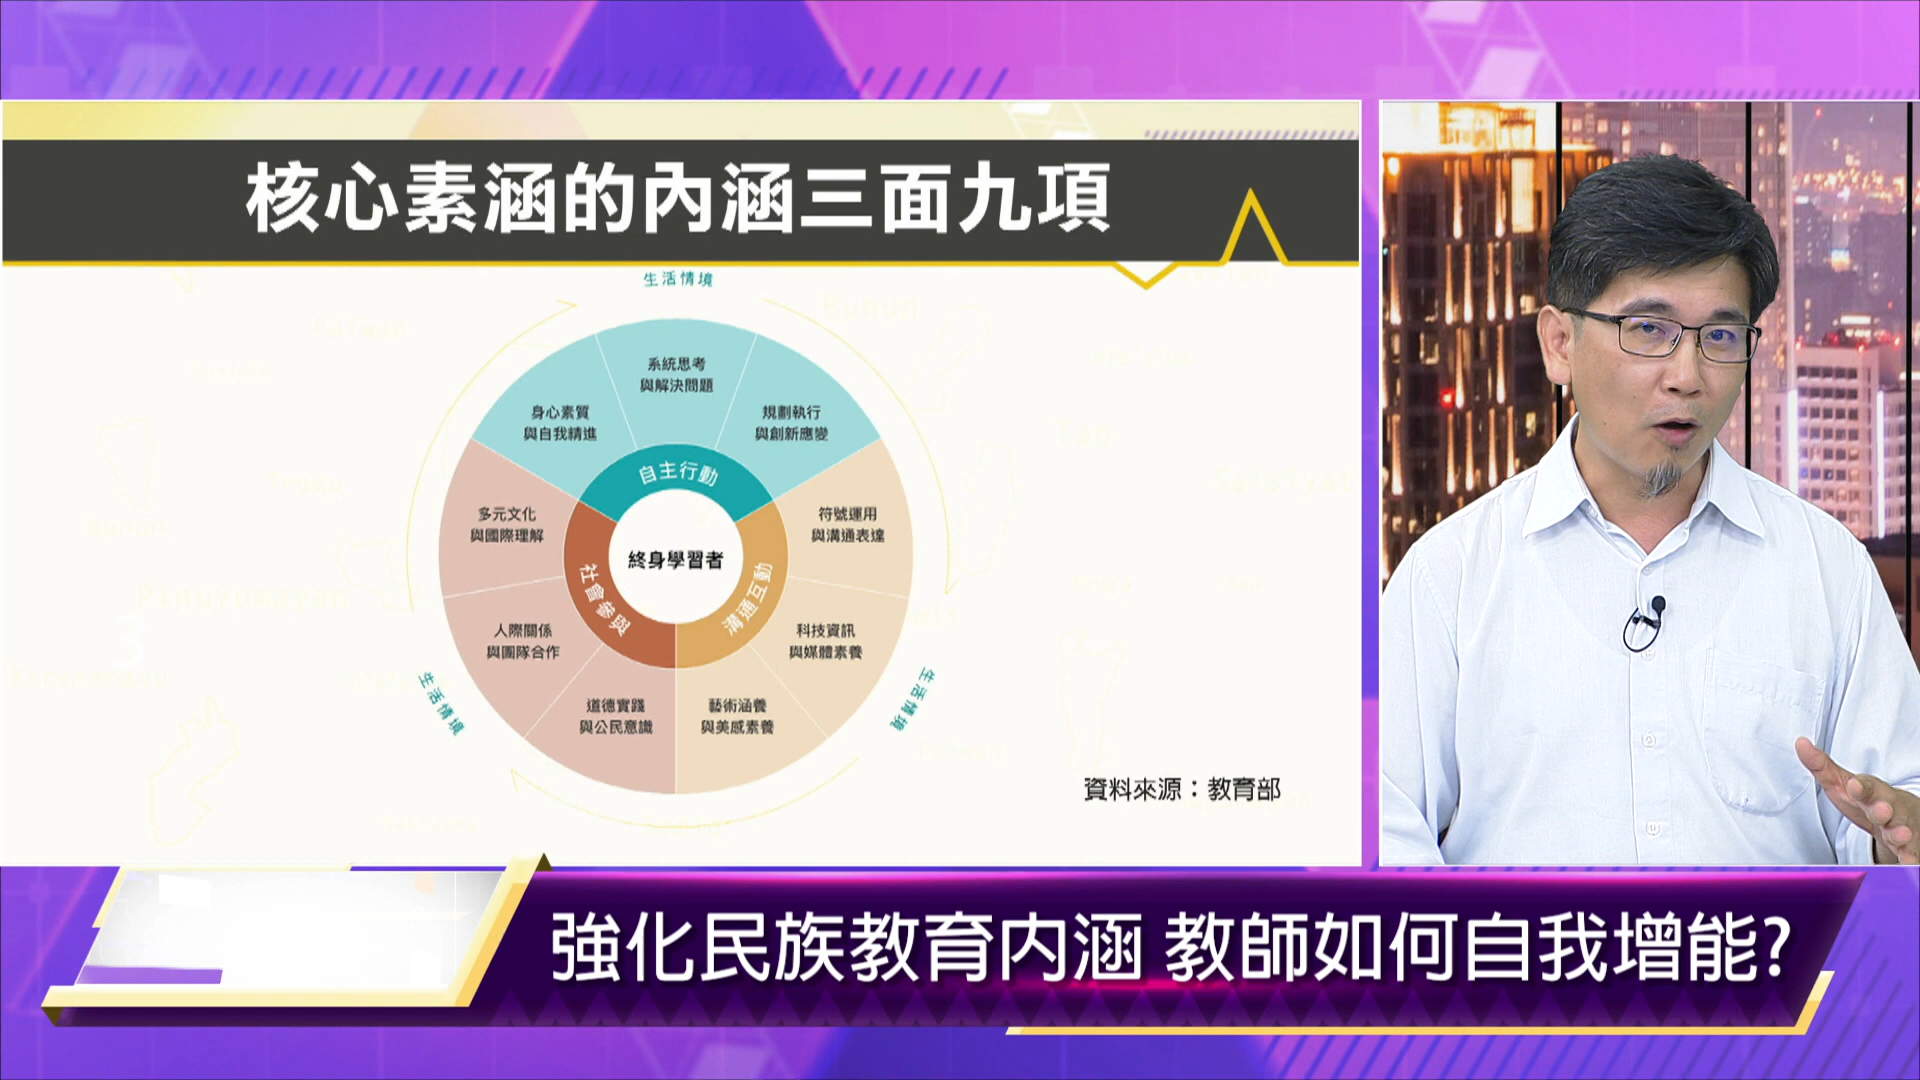 核心素涵的內涵三面九項
生活情境
系統思考
與解決問題
身心素質
與自我精進
規劃執行
與創新應變
自主行動
多元文化
與國際理解
符號運用
與溝通表達
終身學習者
社會參與
溝通互動
人際關係
與團隊合作
科技資訊
與媒體素養
生活情境
生活情境
道德實踐
與公民意識
藝術涵養
與美感素養
資料來源：教育部
強化民族教育內涵 教師如何自我增能?